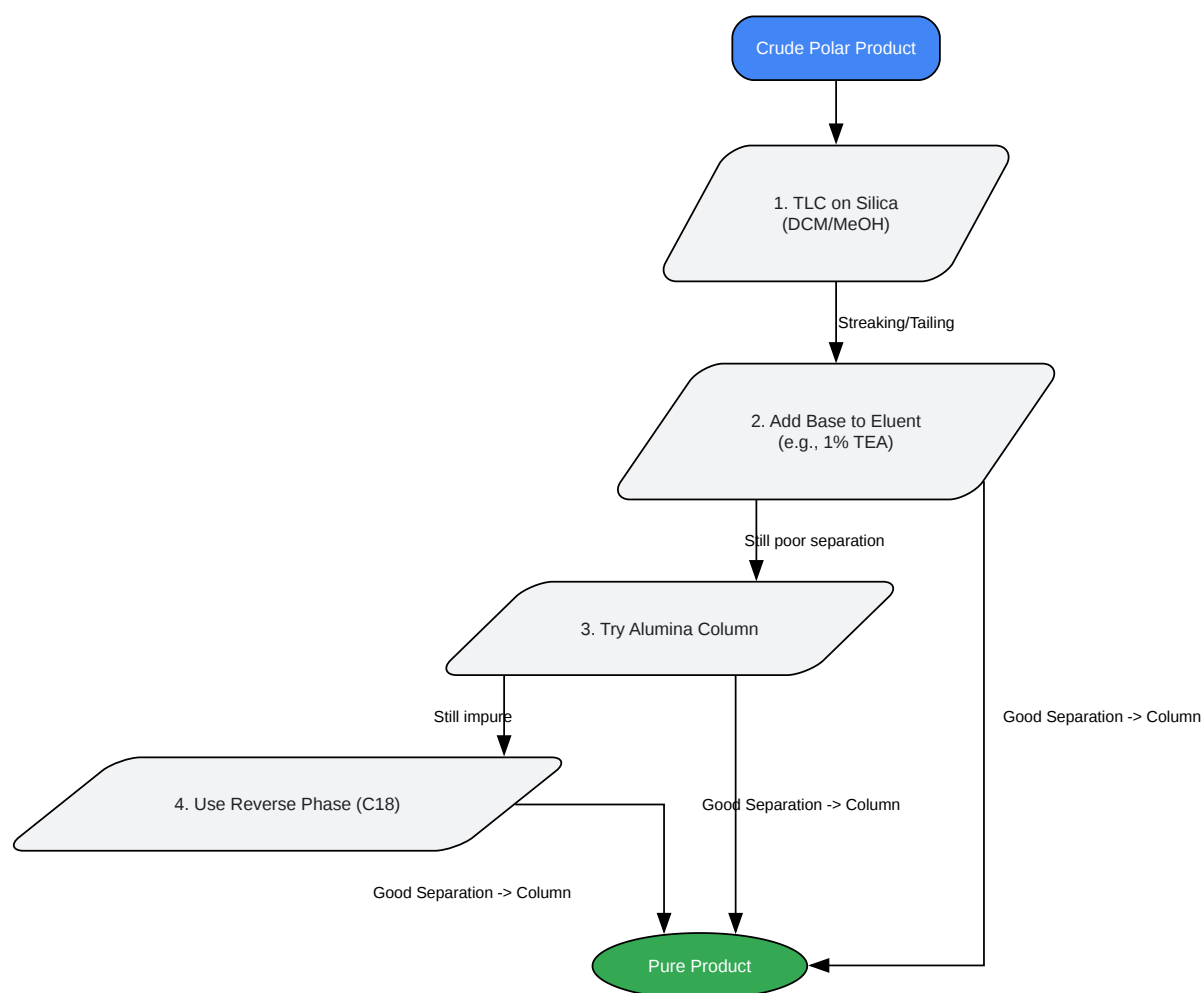 Crude Polar Product
1. TLC on Silica
(DCM/MeOH)
Streaking/Tailing
2. Add Base to Eluent
(e.g., 1% TEA)
Still poor separation
3. Try Alumina Column
Still impure
Good Separation -> Column
4. Use Reverse Phase (C18)
Good Separation -> Column
Good Separation -> Column
Pure Product